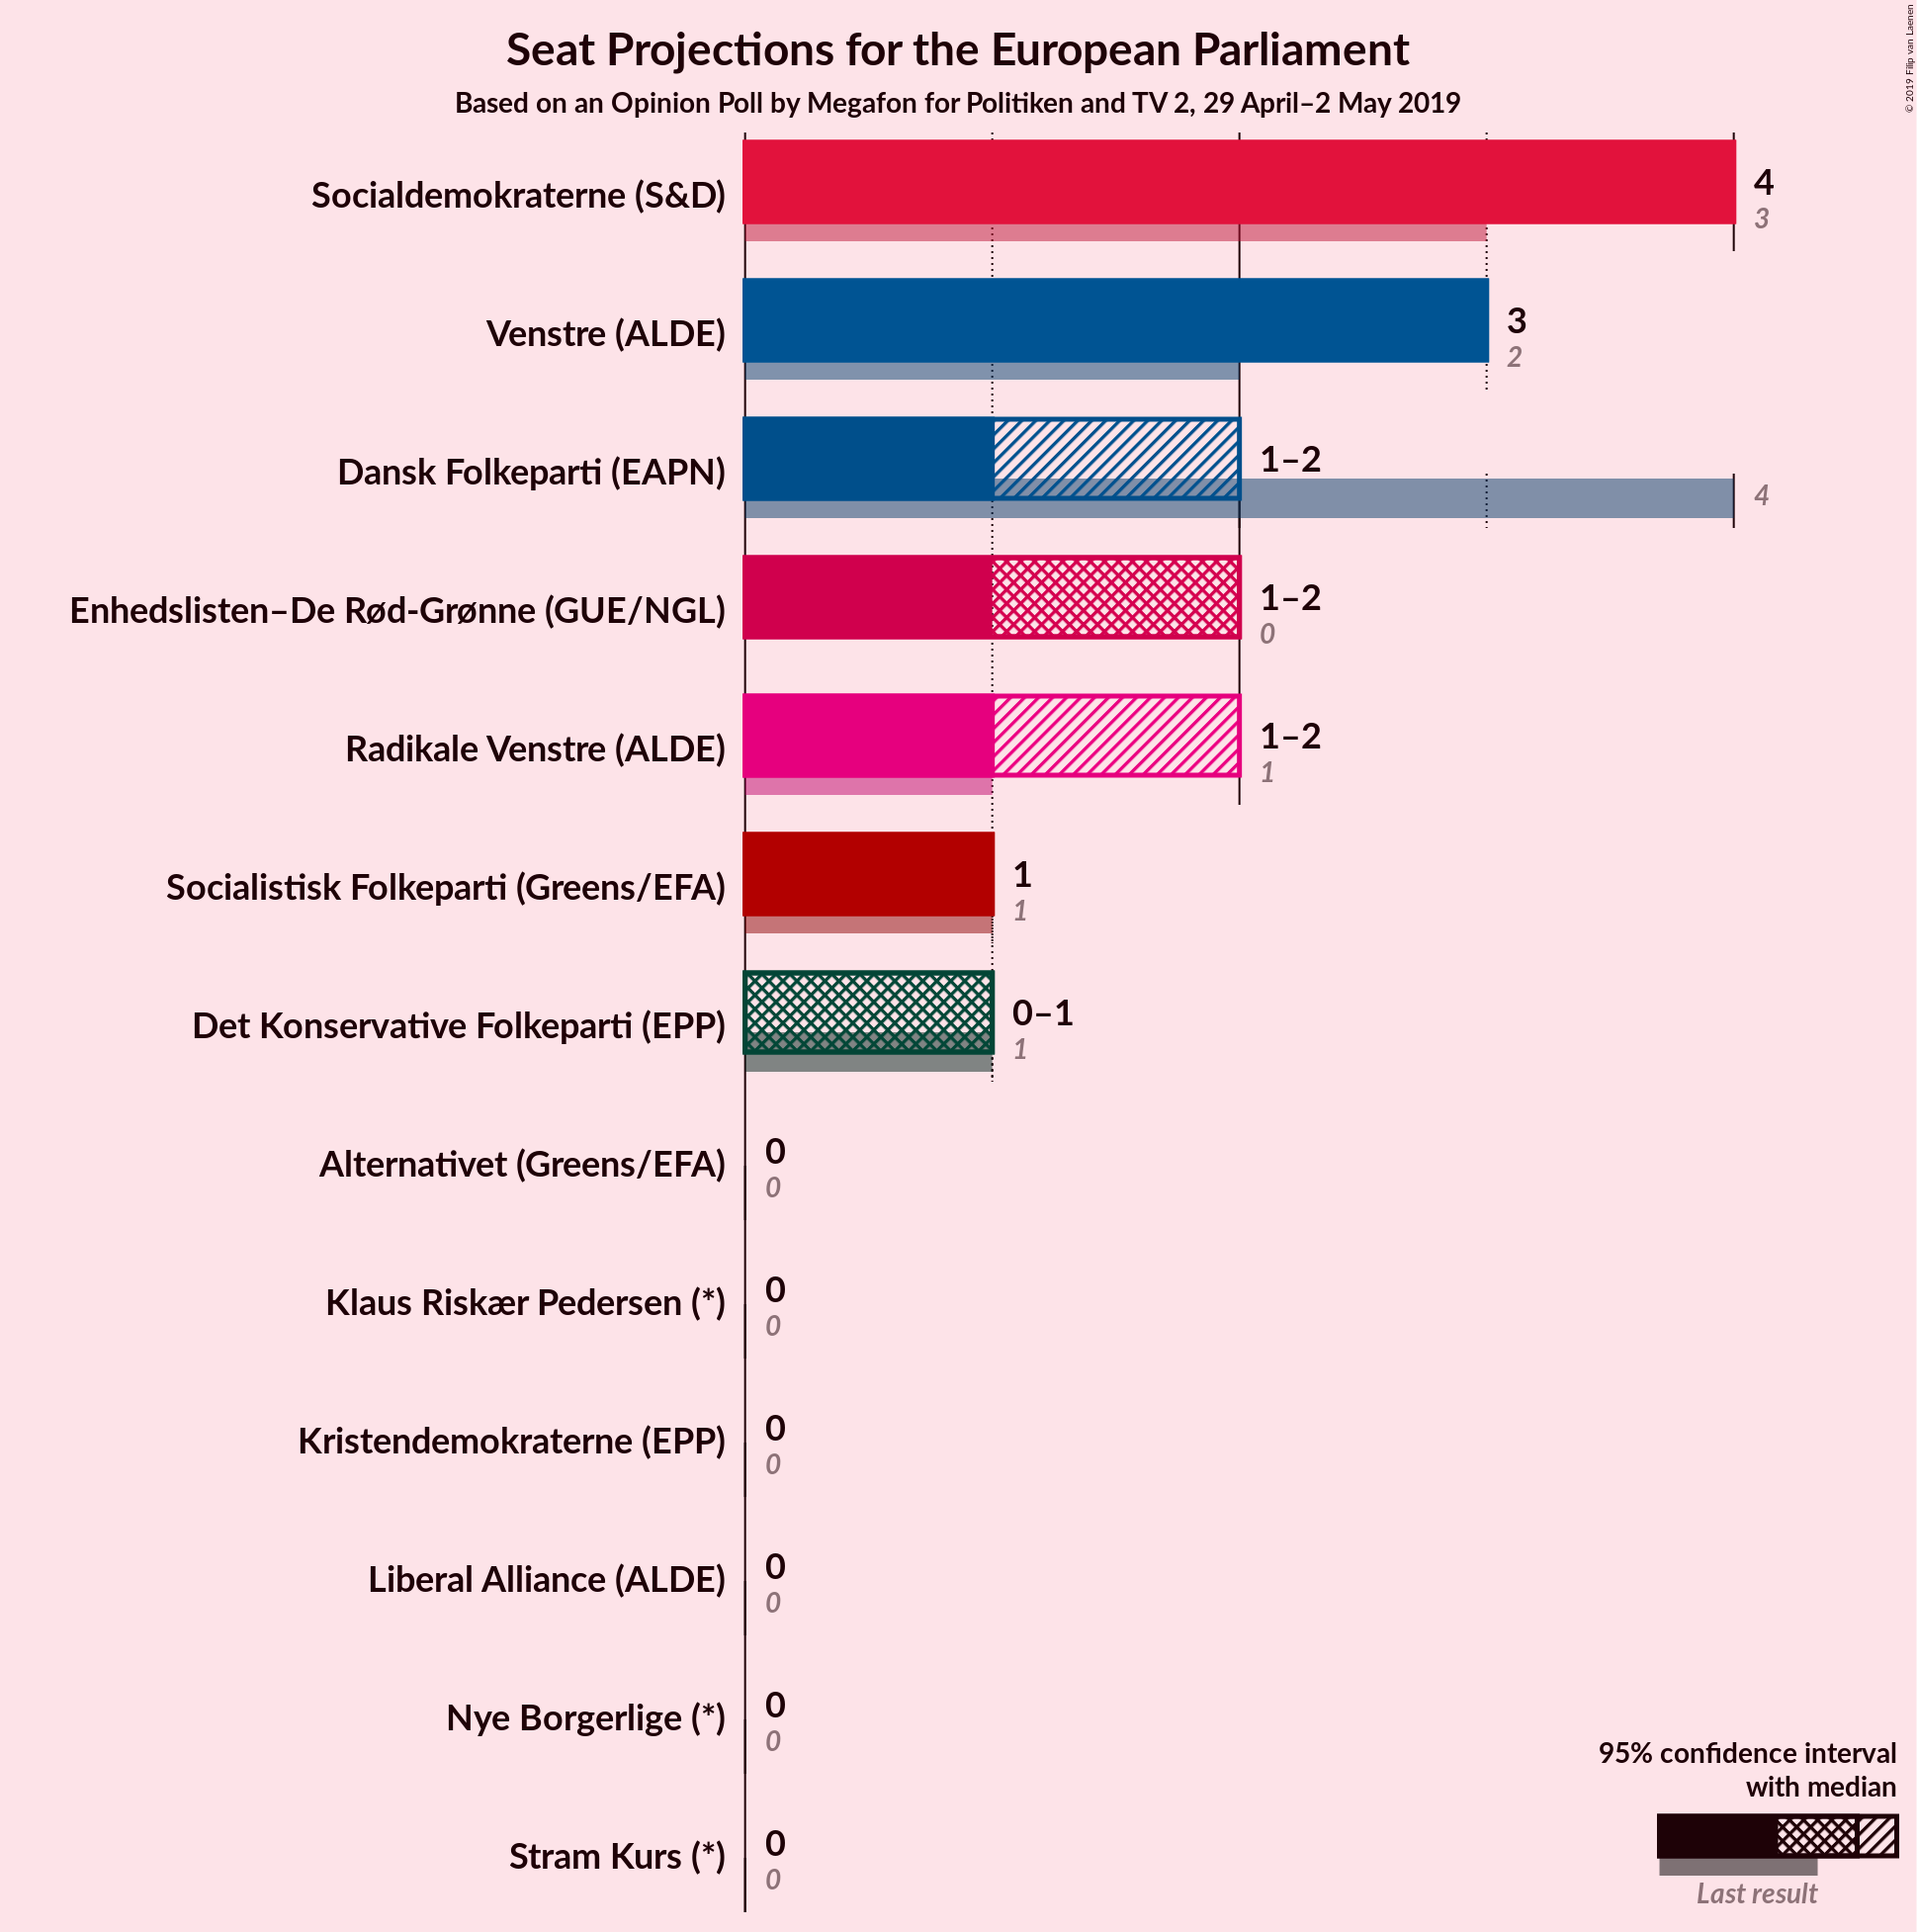 Seat Projections for the European Parliament
Based on an Opinion Poll by Megafon for Politiken and TV 2, 29 April–2 May 2019
© 2019 Filip van Laenen
Socialdemokraterne (S&D)
4
3
Venstre (ALDE)
3
2
Dansk Folkeparti (EAPN)
1–2
4
Enhedslisten–De Rød-Grønne (GUE/NGL)
1–2
0
Radikale Venstre (ALDE)
1–2
1
Socialistisk Folkeparti (Greens/EFA)
1
1
Det Konservative Folkeparti (EPP)
0–1
1
Alternativet (Greens/EFA)
0
0
Klaus Riskær Pedersen (*)
0
0
Kristendemokraterne (EPP)
0
0
Liberal Alliance (ALDE)
0
0
Nye Borgerlige (*)
0
0
Stram Kurs (*)
0
0
95% confidence interval
with median
Last result